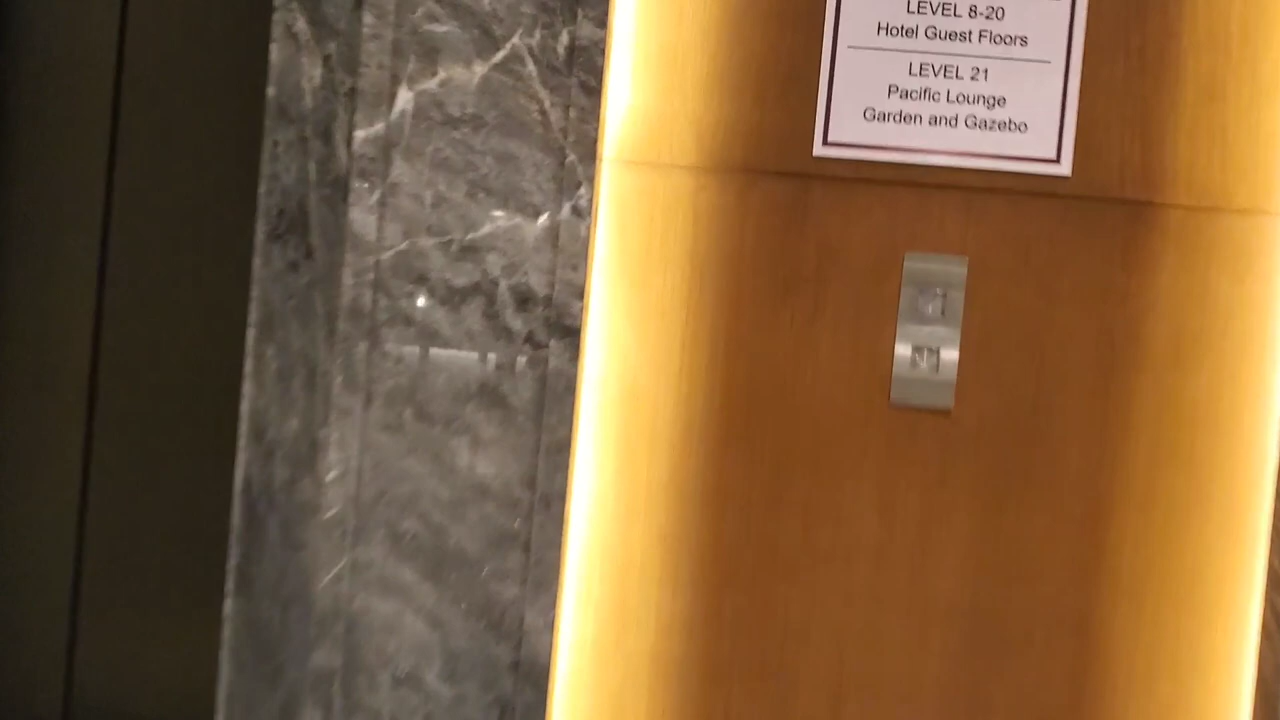 LEVEL 8-20
Hotel Guest Floors
LEVEL 21
Pacific Lounge
Garden and Gazebo